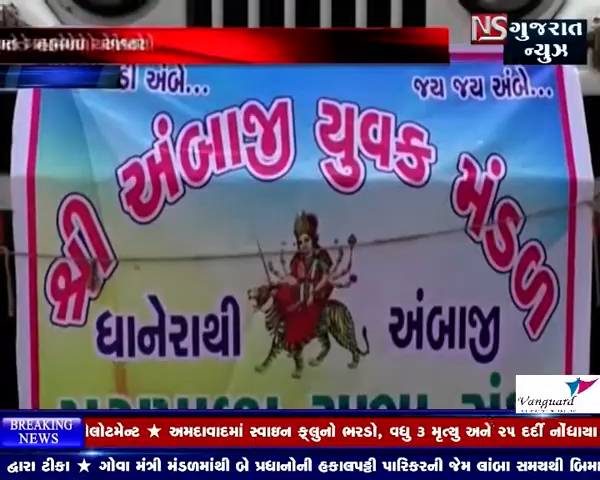 NS ગુજરાત
ન્યુઝ
અંબે...
જય જય અંબે...
શ્રી અંબાજી યુવક મંડળ
ધાનેરાથી
અંબાજી
Vanguard
BREAKING
NEWS
લોટમેન્ટ ★ અમદાવાદમાં સ્વાઇન ફ્લુનો ભરડો, વધુ ૩ મૃત્યુ અને ૨૫ દર્દી નોંધાયા
દ્વારા ટીકા ★ ગોવા મંત્રી મંડળમાંથી બે પ્રધાનોની હકાલપટ્ટી પારિકરની જેમ લાંબા સમયથી બિમા